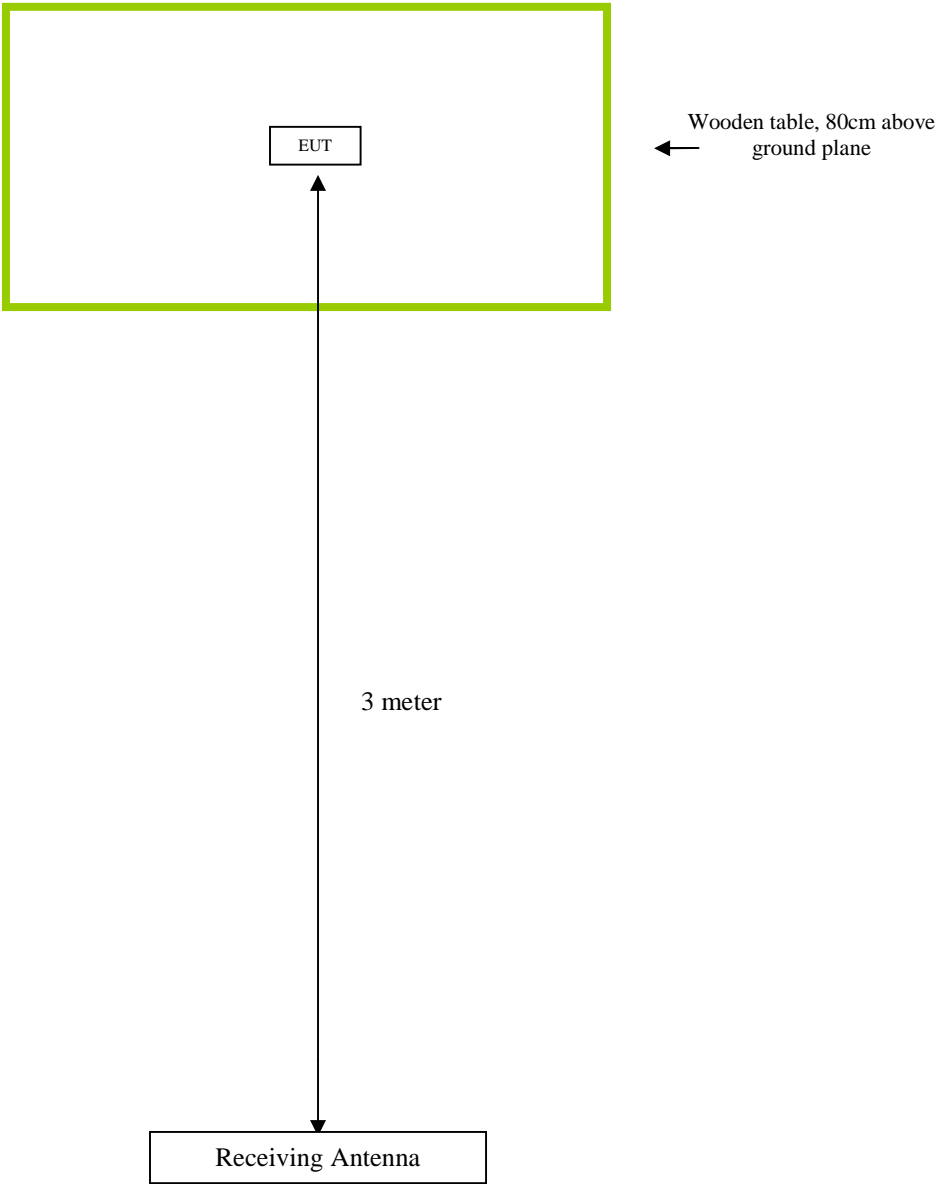 Wooden table, 80cm above
ground plane
EUT
3 meter
Receiving Antenna